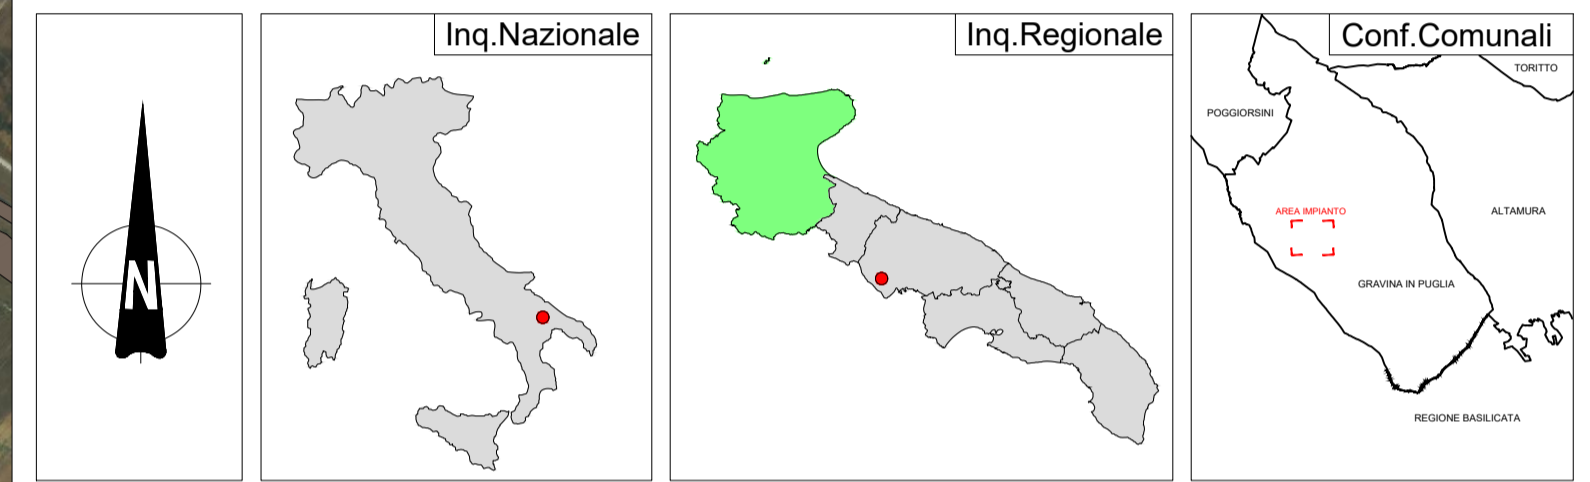 N
Inq.Nazionale
Inq.Regionale
Conf.Comunali
TORITTO
POGGIORSINI
AREA IMPIANTO
ALTAMURA
GRAVINA IN PUGLIA
REGIONE BASILICATA